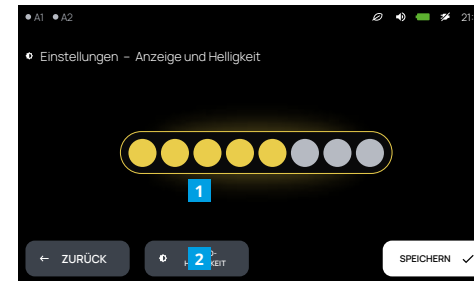 A1 A2 21:
Einstellungen – Anzeige und Helligkeit
1
← ZURÜCK
2
SPEICHERN ✓